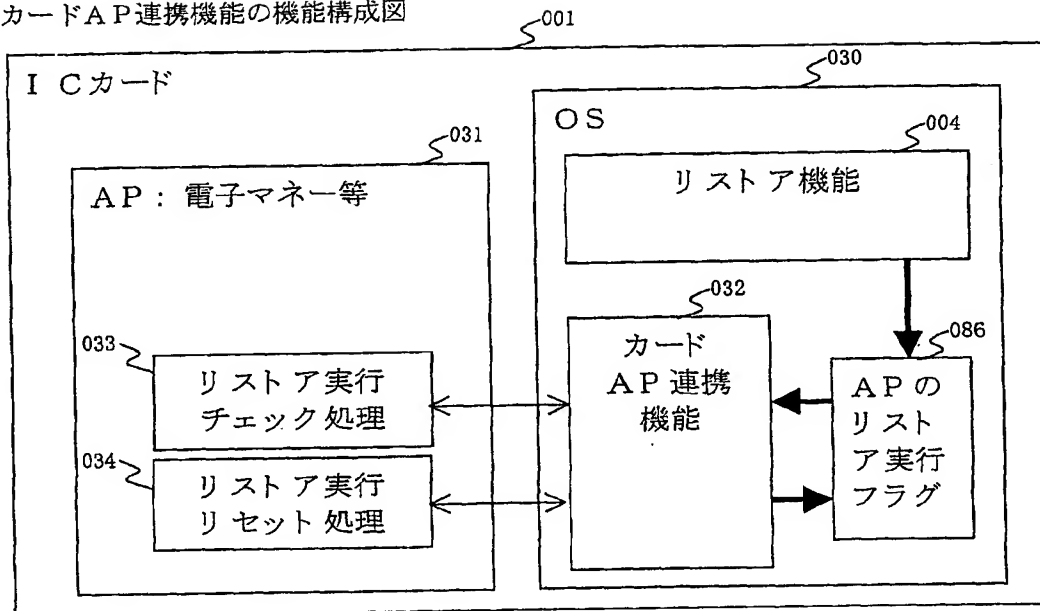 カードAP連携機能の機能構成図
001
ICカード
030
OS
004
リストア機能
031
AP:電子マネー等
032
カード
AP連携
機能
086
APの
リスト
ア実行
フラグ
033
リストア実行
チェック処理
034
リストア実行
リセット処理